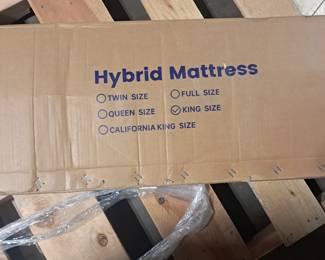 Hybrid Mattress
TWIN SIZE FULL SIZE
QUEEN SIZE KING SIZE
CALIFORNIA KING SIZE